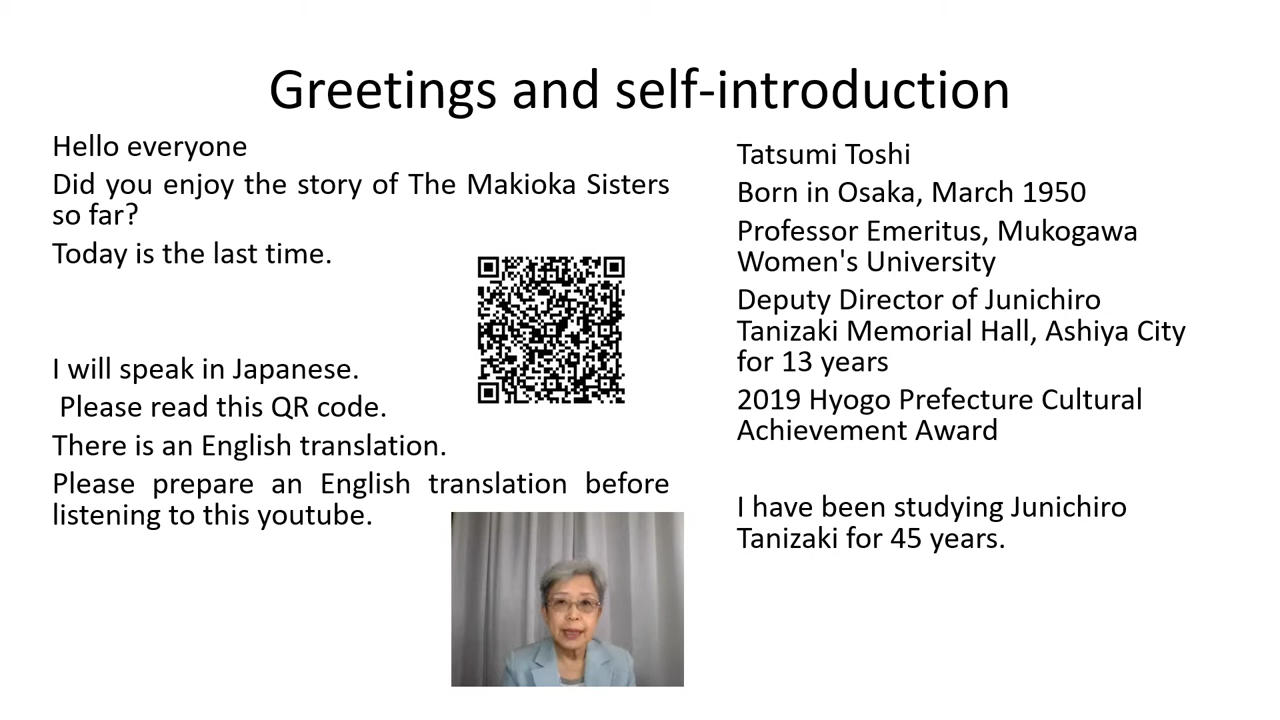 Greetings and self-introduction
Hello everyone
Did you enjoy the story of The Makioka Sisters
so far?
Today is the last time.
I will speak in Japanese.
Please read this QR code.
There is an English translation.
Please prepare an English translation before
listening to this youtube.
Tatsumi Toshi
Born in Osaka, March 1950
Professor Emeritus, Mukogawa
Women's University
Deputy Director of Junichiro
Tanizaki Memorial Hall, Ashiya City
for 13 years
2019 Hyogo Prefecture Cultural
Achievement Award
I have been studying Junichiro
Tanizaki for 45 years.